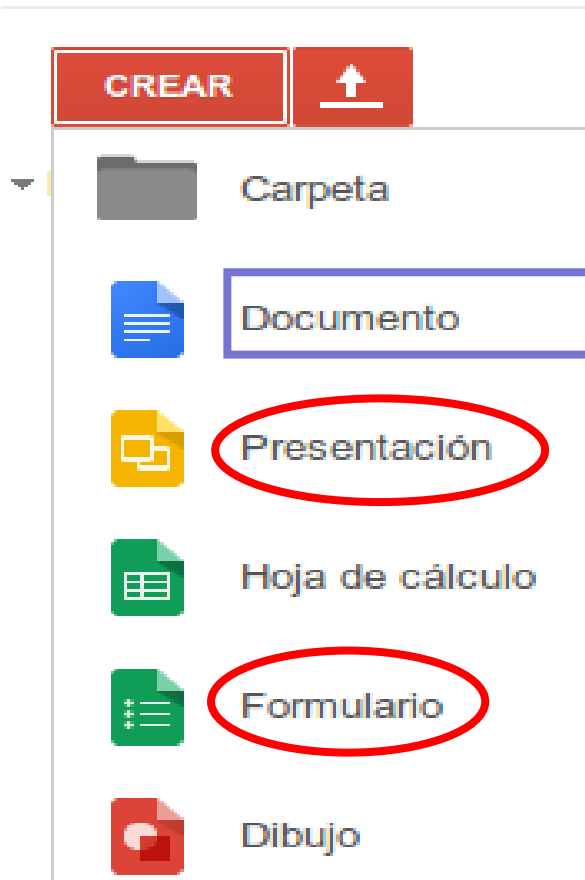 CREAR
Carpeta
Documento
Presentación
Hoja de cálculo
Formulario
Dibujo